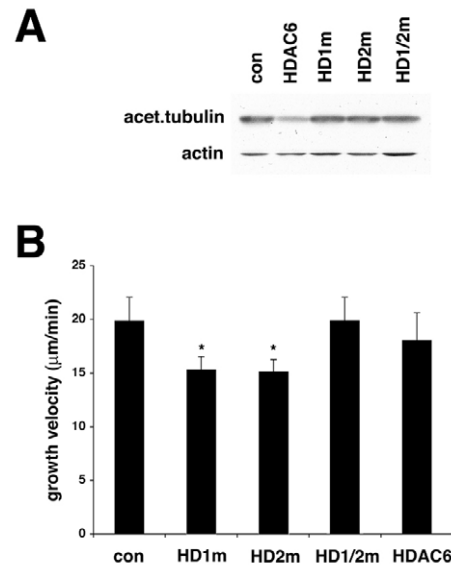 A
con HDAC6 HD1m HD2m HD1/2m
acet.tubulin
actin
B
growth velocity (μm/min)
25
20
15
10
5
0
* *
con HD1m HD2m HD1/2m HDAC6